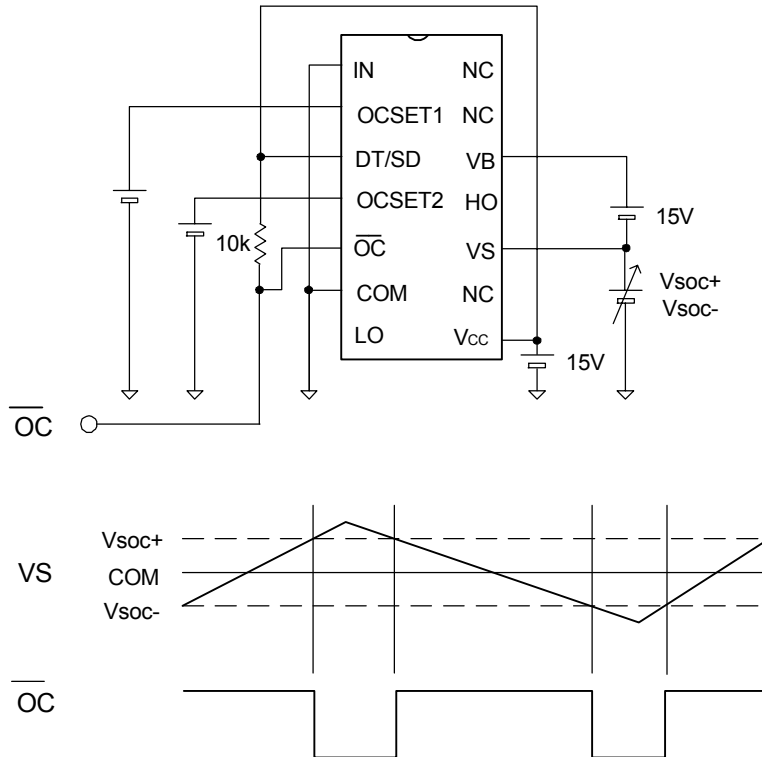 IN NC
OCSET1 NC
DT/SD VB
OCSET2 HO
15V
10k
OC VS
Vsoc+
COM NC
Vsoc-
LO VCC
15V
OC
Vsoc+
VS COM
Vsoc-
OC